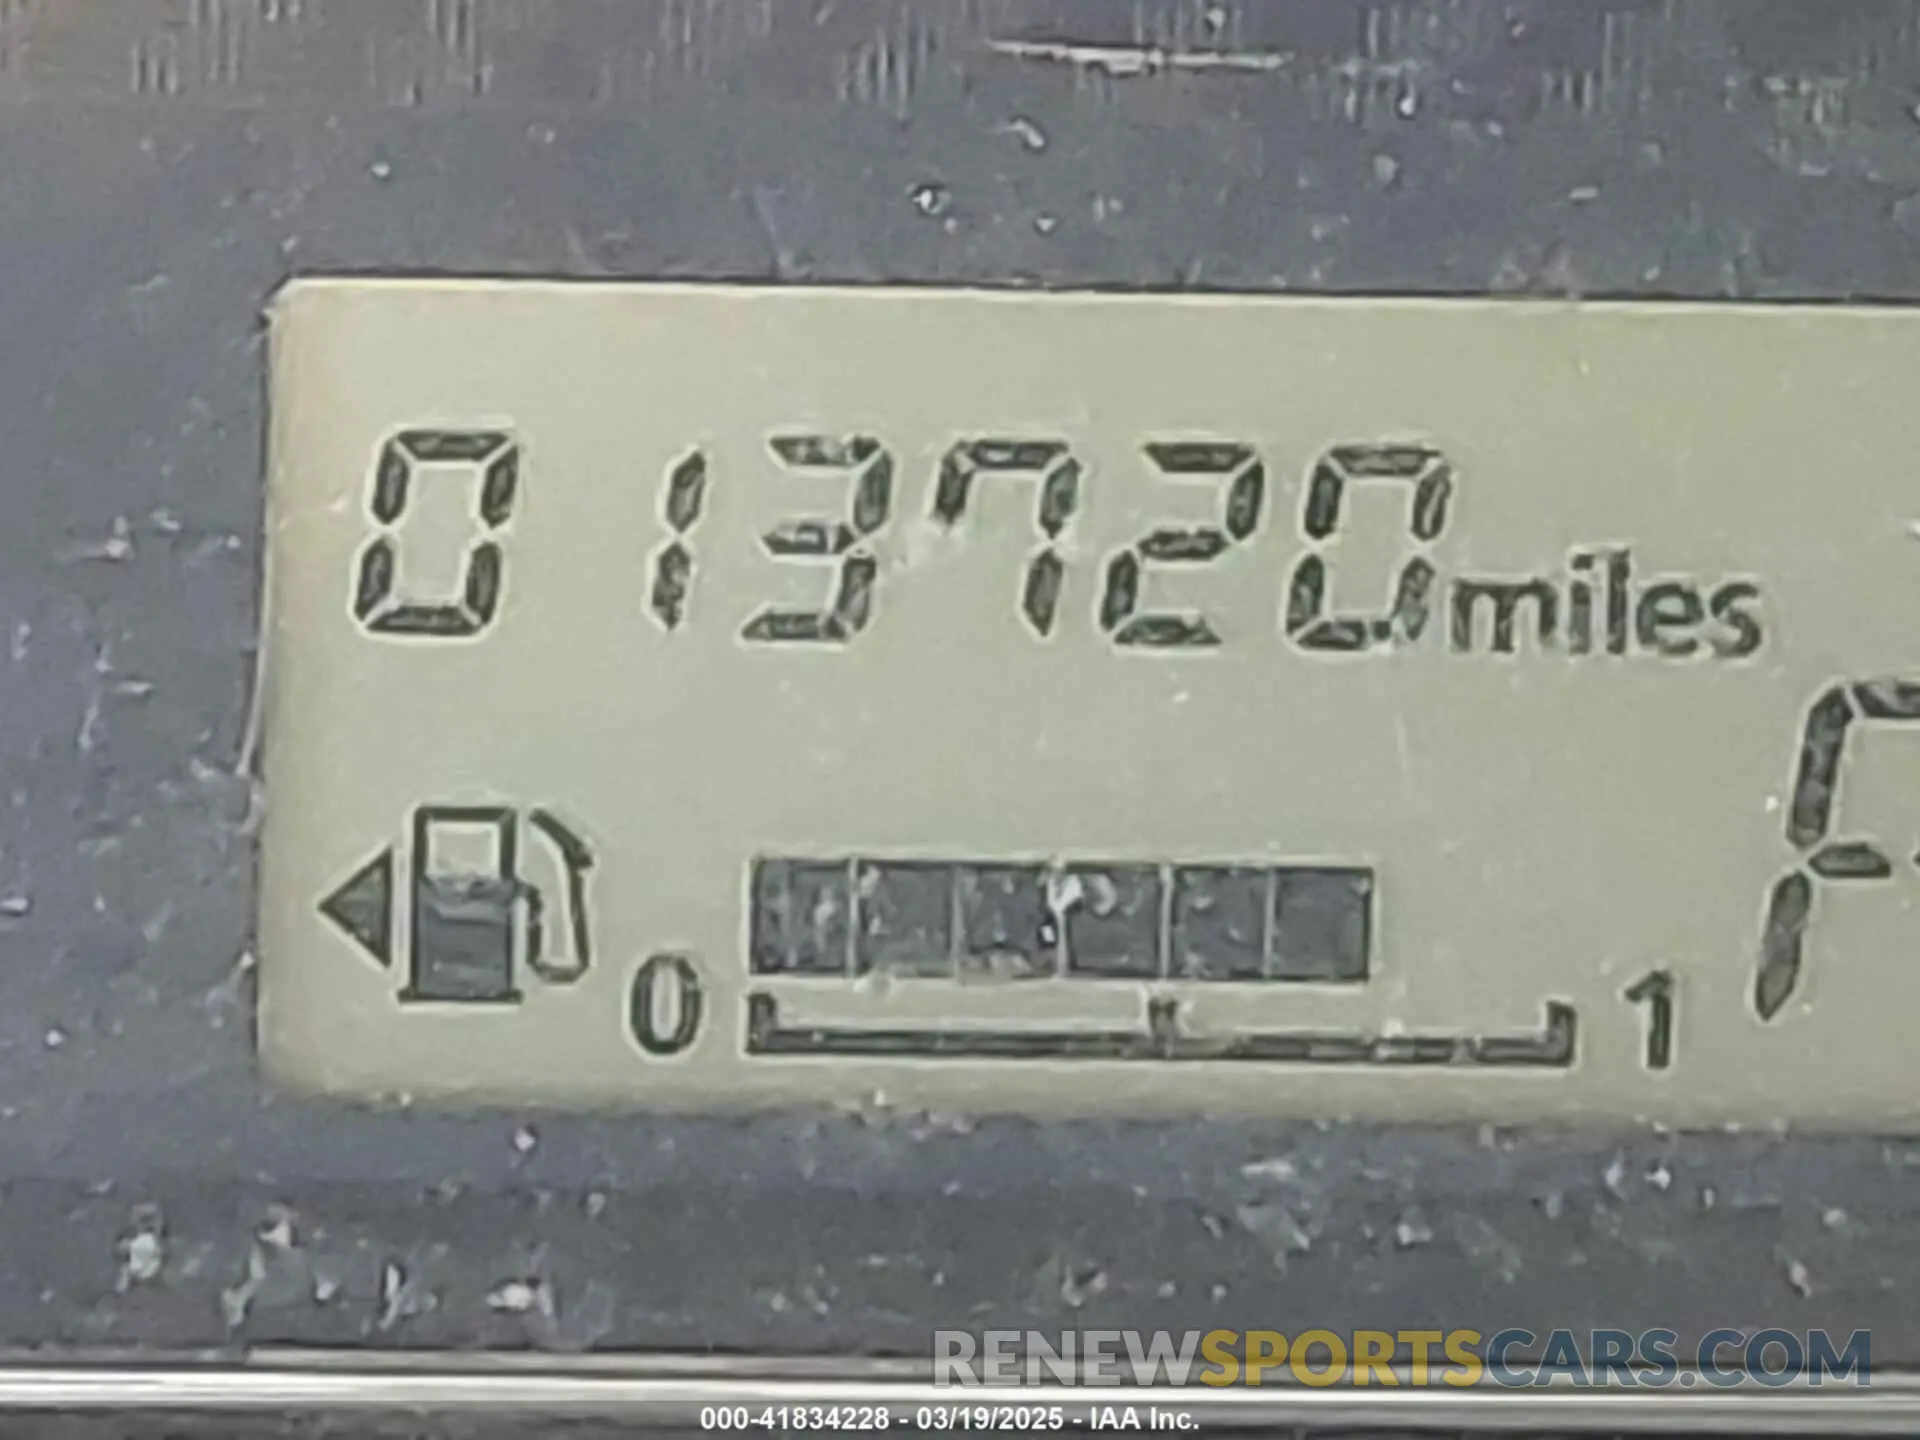 013720 miles
0 1
RENEWSPORTSCARS.COM
000-41834228 - 03/19/2025 - IAA Inc.